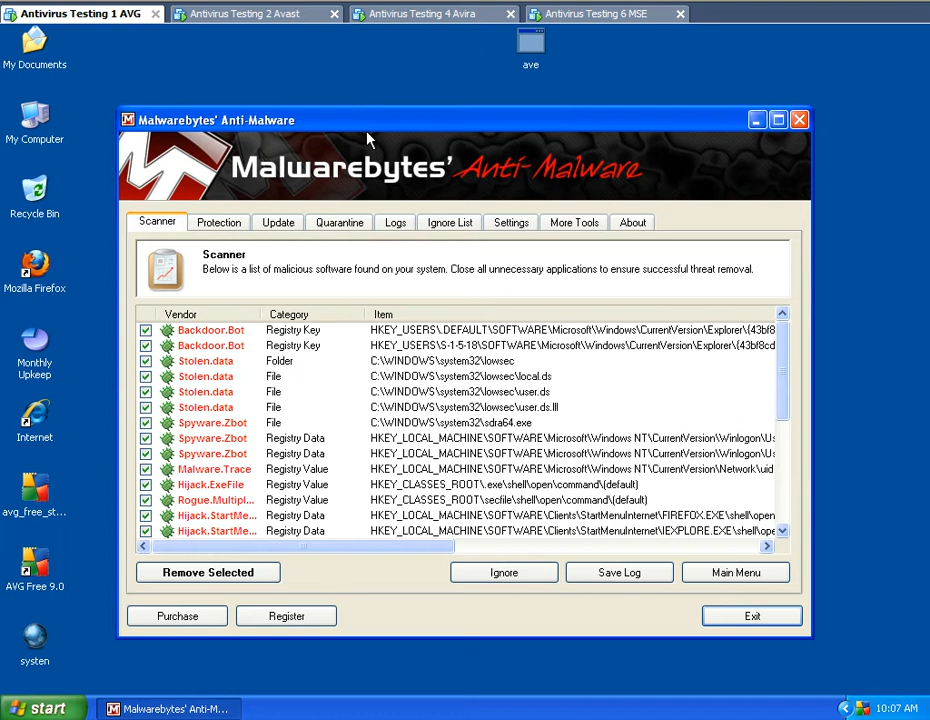 Antivirus Testing 1 AVG
Antivirus Testing 2 Avast
Antivirus Testing 4 Avira
Antivirus Testing 6 MSE
My Documents
ave
My Computer
Recycle Bin
Mozilla Firefox
Monthly
Upkeep
Internet
avg_free_st...
AVG Free 9.0
systen
Malwarebytes' Anti-Malware
Malwarebytes' Anti-Malware
Scanner
Protection
Update
Quarantine
Logs
Ignore List
Settings
More Tools
About
Scanner
Below is a list of malicious software found on your system. Close all unnecessary applications to ensure successful threat removal.
Vendor Category Item
Backdoor.Bot Registry Key HKEY_USERS\.DEFAULT\SOFTWARE\Microsoft\Windows\CurrentVersion\Explorer\{43bf8
Backdoor.Bot Registry Key HKEY_USERS\S-1-5-18\SOFTWARE\Microsoft\Windows\CurrentVersion\Explorer\{43bf8cd
Stolen.data Folder C:\WINDOWS\system32\lowsec
Stolen.data File C:\WINDOWS\system32\lowsec\local.ds
Stolen.data File C:\WINDOWS\system32\lowsec\user.ds
Stolen.data File C:\WINDOWS\system32\lowsec\user.ds.lll
Spyware.Zbot File C:\WINDOWS\system32\sdra64.exe
Spyware.Zbot Registry Data HKEY_LOCAL_MACHINE\SOFTWARE\Microsoft\Windows NT\CurrentVersion\Winlogon\Us
Spyware.Zbot Registry Data HKEY_LOCAL_MACHINE\SOFTWARE\Microsoft\Windows NT\CurrentVersion\Winlogon\Us
Malware.Trace Registry Value HKEY_LOCAL_MACHINE\SOFTWARE\Microsoft\Windows NT\CurrentVersion\Network\uid
Hijack.ExeFile Registry Value HKEY_CLASSES_ROOT\.exe\shell\open\command\(default)
Rogue.Multipl... Registry Value HKEY_CLASSES_ROOT\secfile\shell\open\command\(default)
Hijack.StartMe... Registry Data HKEY_LOCAL_MACHINE\SOFTWARE\Clients\StartMenuInternet\FIREFOX.EXE\shell\open
Hijack.StartMe... Registry Data HKEY_LOCAL_MACHINE\SOFTWARE\Clients\StartMenuInternet\IEXPLORE.EXE\shell\ope
Remove Selected
Ignore
Save Log
Main Menu
Purchase
Register
Exit
start
Malwarebytes' Anti-M...
10:07 AM